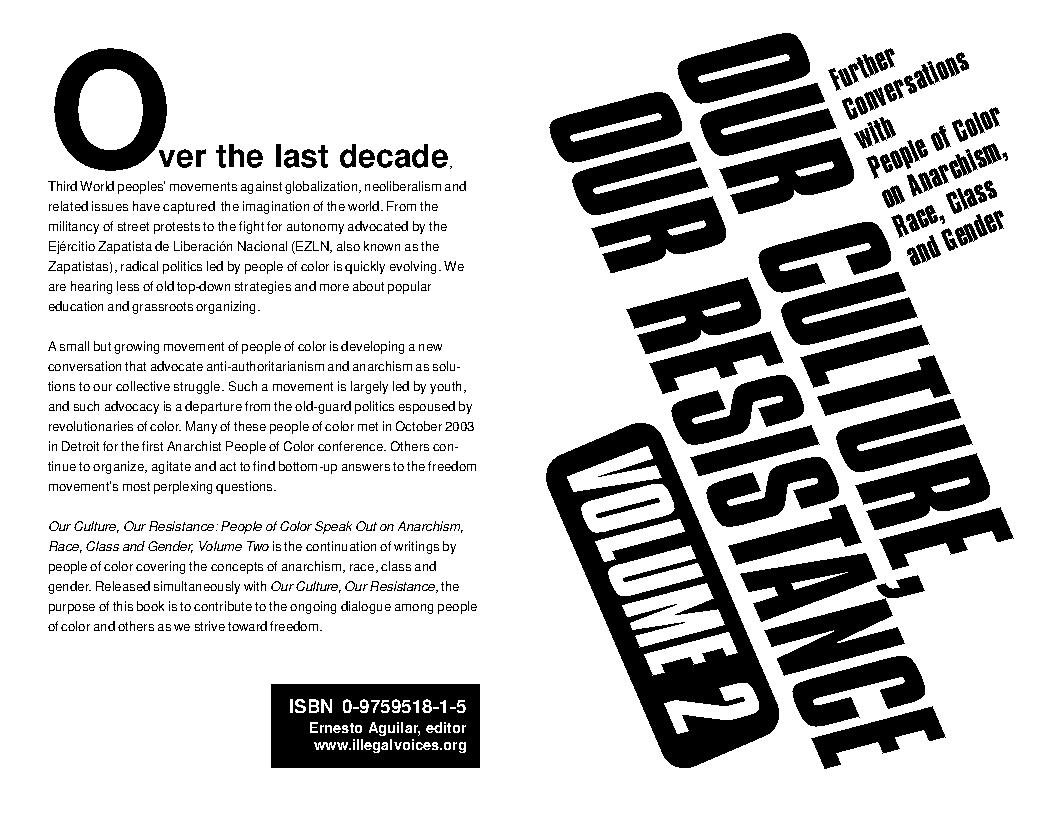 Over the last decade,
Third World peoples' movements against globalization, neoliberalism and
related issues have captured the imagination of the world. From the
militancy of street protests to the fight for autonomy advocated by the
Ejércitio Zapatista de Liberación Nacional (EZLN, also known as the
Zapatistas), radical politics led by people of color is quickly evolving. We
are hearing less of old top-down strategies and more about popular
education and grassroots organizing.
A small but growing movement of people of color is developing a new
conversation that advocate anti-authoritarianism and anarchism as solu-
tions to our collective struggle. Such a movement is largely led by youth,
and such advocacy is a departure from the old-guard politics espoused by
revolutionaries of color. Many of these people of color met in October 2003
in Detroit for the first Anarchist People of Color conference. Others con-
tinue to organize, agitate and act to find bottom-up answers to the freedom
movement's most perplexing questions.
Our Culture, Our Resistance: People of Color Speak Out on Anarchism,
Race, Class and Gender, Volume Two is the continuation of writings by
people of color covering the concepts of anarchism, race, class and
gender. Released simultaneously with Our Culture, Our Resistance, the
purpose of this book is to contribute to the ongoing dialogue among people
of color and others as we strive toward freedom.
ISBN 0-9759518-1-5
Ernesto Aguilar, editor
www.illegalvoices.org
OUR CULTURE,
OUR RESISTANCE
VOLUME 2
Further
Conversations
with
People of Color
on Anarchism,
Race, Class
and Gender